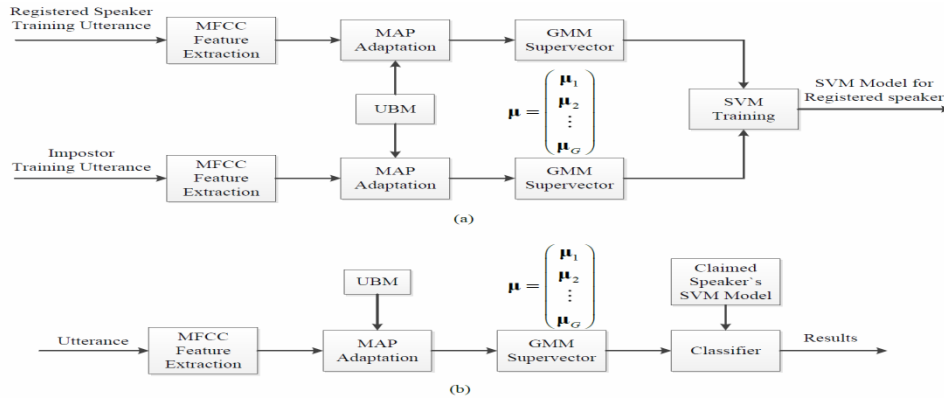 Registered Speaker
Training Utterance
MFCC
Feature
Extraction
MAP
Adaptation
GMM
Supervector
UBM
μ = (μ1
μ2
⋮
μG)
SVM
Training
SVM Model for
Registered speaker
Impostor
Training Utterance
MFCC
Feature
Extraction
MAP
Adaptation
GMM
Supervector
(a)
UBM
μ = (μ1
μ2
⋮
μG)
Claimed
Speaker`s
SVM Model
Utterance
MFCC
Feature
Extraction
MAP
Adaptation
GMM
Supervector
Classifier
Results
(b)